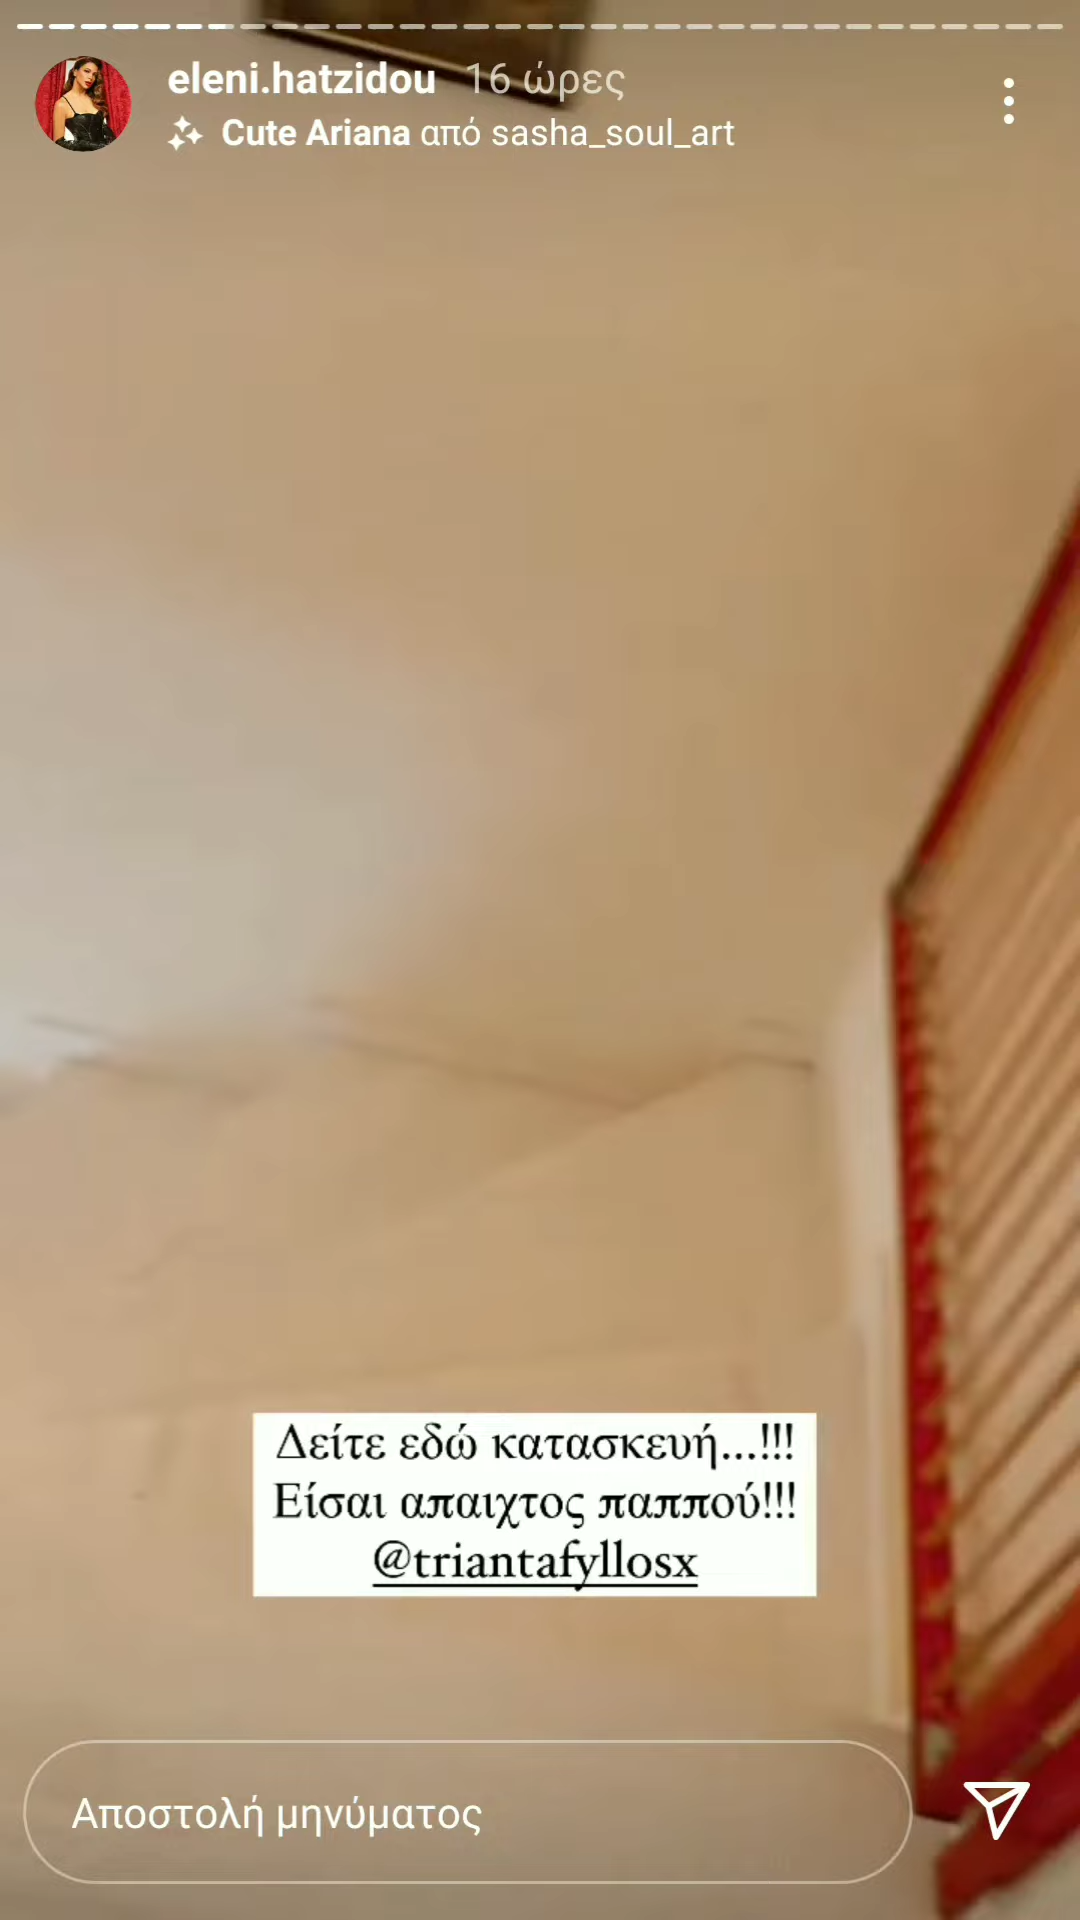 eleni.hatzidou 16 ώρες
Cute Ariana από sasha_soul_art
Δείτε εδώ κατασκευή...!!!
Είσαι απαιχτος παππού!!!
@triantafyllosx
Αποστολή μηνύματος